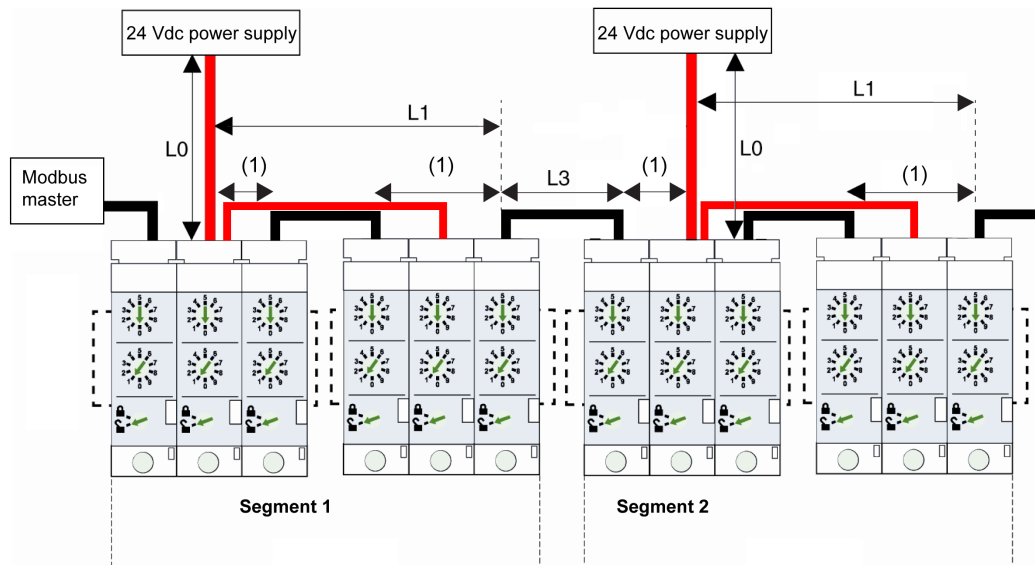 24 Vdc power supply
24 Vdc power supply
L1
L1
L0
L0
(1)
(1)
L3
(1)
(1)
Modbus
master
Segment 1
Segment 2